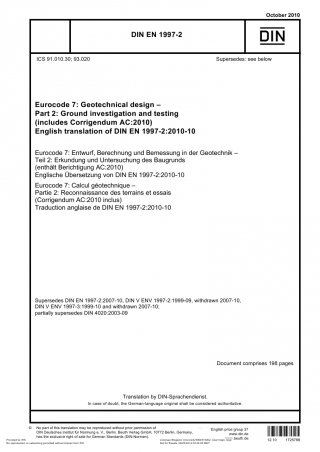 October 2010
DIN EN 1997-2
DIN
ICS 91.010.30; 93.020
Supersedes: see below
Eurocode 7: Geotechnical design –
Part 2: Ground investigation and testing
(includes Corrigendum AC:2010)
English translation of DIN EN 1997-2:2010-10
Eurocode 7: Entwurf, Berechnung und Bemessung in der Geotechnik –
Teil 2: Erkundung und Untersuchung des Baugrunds
(enthält Berichtigung AC:2010)
Englische Übersetzung von DIN EN 1997-2:2010-10
Eurocode 7: Calcul géotechnique –
Partie 2: Reconnaissance des terrains et essais
(Corrigendum AC:2010 inclus)
Traduction anglaise de DIN EN 1997-2:2010-10
Supersedes DIN EN 1997-2:2007-10, DIN V ENV 1997-2:1999-09, withdrawn 2007-10,
DIN V ENV 1997-3:1999-10 and withdrawn 2007-10;
partially supersedes DIN 4020:2003-09
Document comprises 198 pages
Translation by DIN-Sprachendienst.
In case of doubt, the German-language original shall be considered authoritative.
© No part of this translation may be reproduced without prior permission of
DIN Deutsches Institut für Normung e. V., Berlin. Beuth Verlag GmbH, 10772 Berlin, Germany,
has the exclusive right of sale for German Standards (DIN-Normen).
English price group 37
www.din.de
beuth.de
12.10 1725788